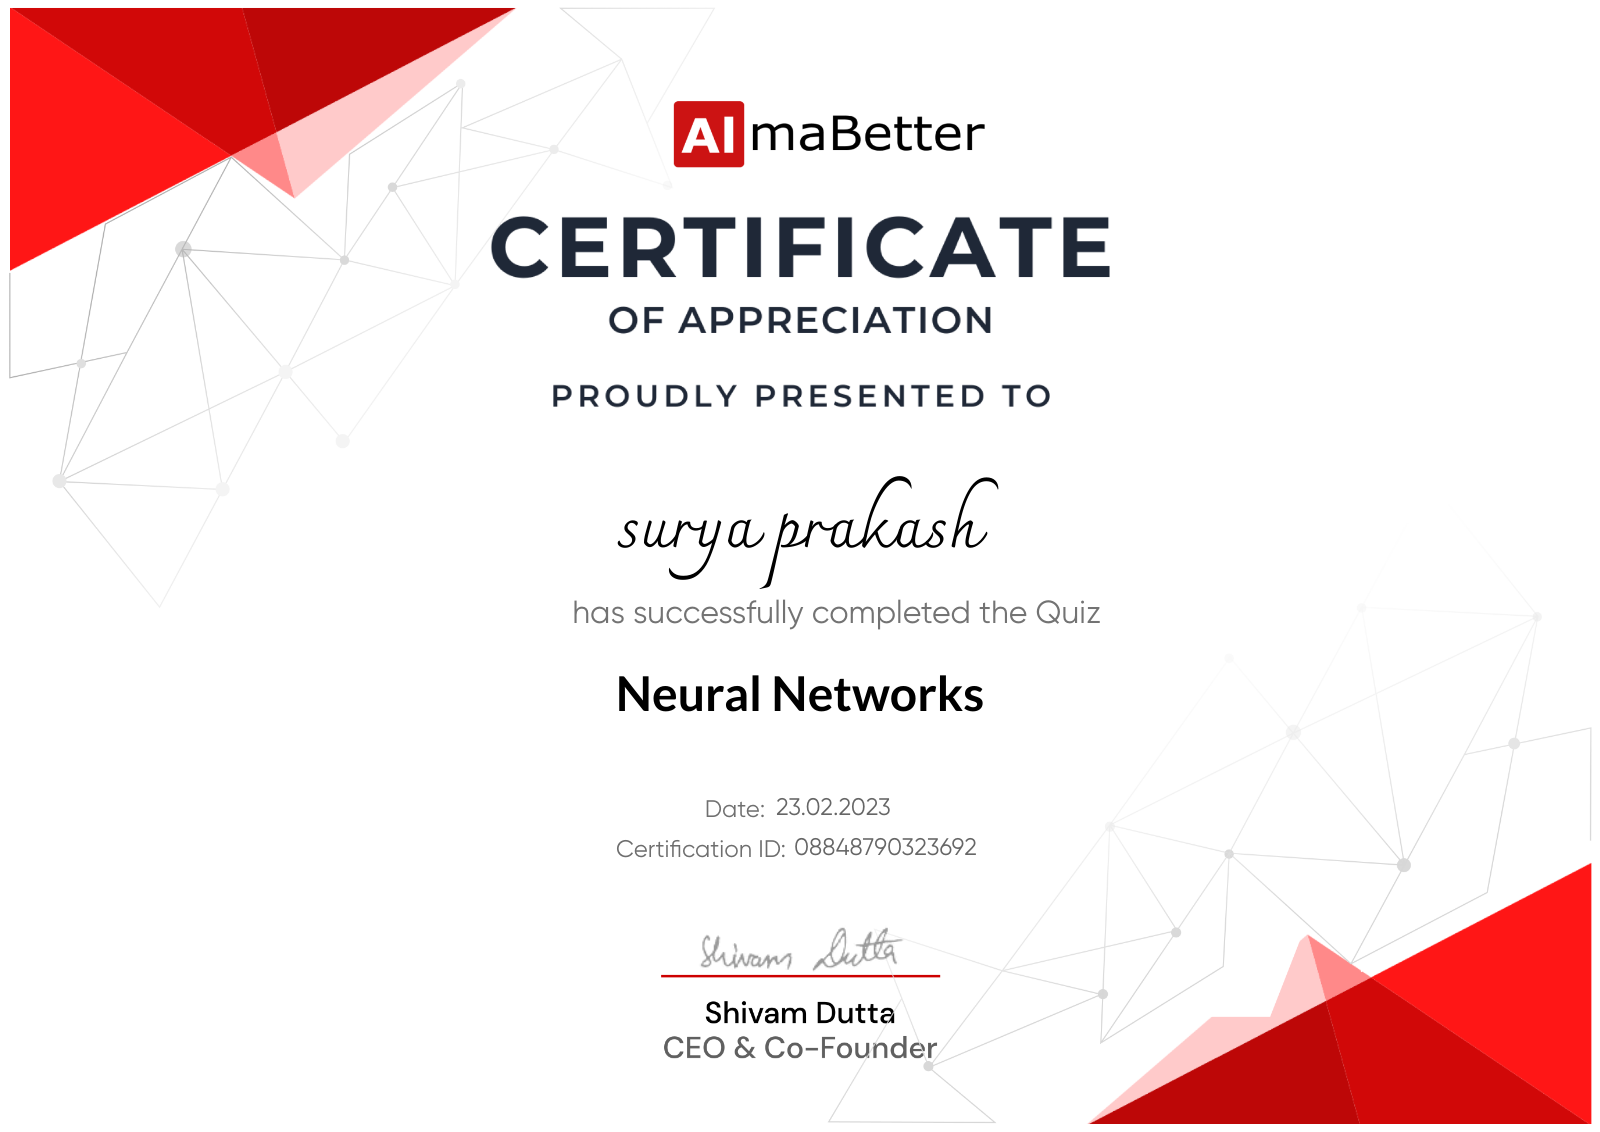 AlmaBetter
CERTIFICATE
OF APPRECIATION
PROUDLY PRESENTED TO
surya prakash
has successfully completed the Quiz
Neural Networks
Date: 23.02.2023
Certification ID: 08848790323692
Shivam Dutta
Shivam Dutta
CEO & Co-Founder